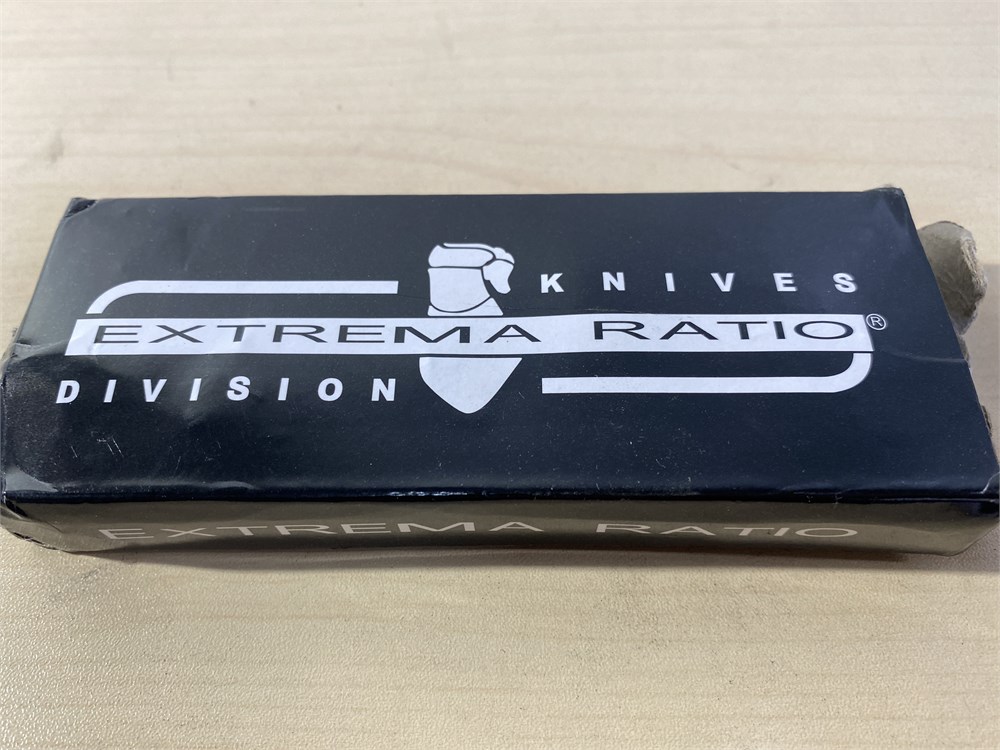 KNIVES
EXTREMA RATIO®
DIVISION
EXTREMA RATIO